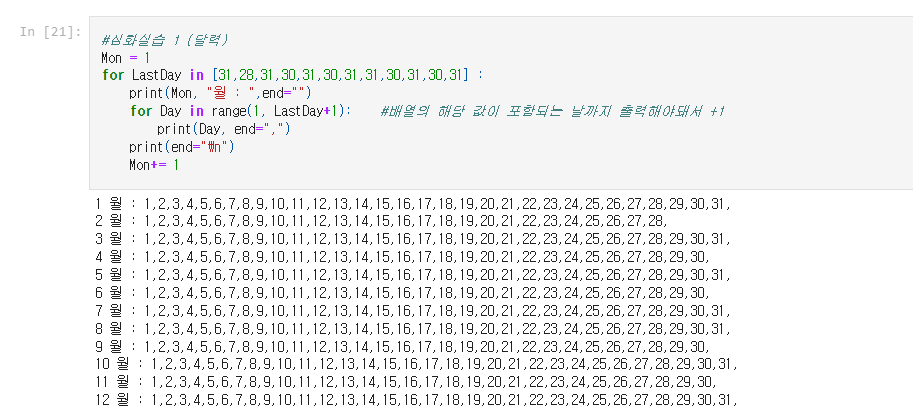 In [21]:
#심화실습 1 (달력)
Mon = 1
for LastDay in [31,28,31,30,31,30,31,31,30,31,30,31] :
    print(Mon, "월 : ",end="")
    for Day in range(1, LastDay+1):    #배열의 해당 값이 포함되는 날까지 출력해야돼서 +1
        print(Day, end=",")
    print(end="₩n")
    Mon+= 1
1 월 : 1,2,3,4,5,6,7,8,9,10,11,12,13,14,15,16,17,18,19,20,21,22,23,24,25,26,27,28,29,30,31,
2 월 : 1,2,3,4,5,6,7,8,9,10,11,12,13,14,15,16,17,18,19,20,21,22,23,24,25,26,27,28,
3 월 : 1,2,3,4,5,6,7,8,9,10,11,12,13,14,15,16,17,18,19,20,21,22,23,24,25,26,27,28,29,30,31,
4 월 : 1,2,3,4,5,6,7,8,9,10,11,12,13,14,15,16,17,18,19,20,21,22,23,24,25,26,27,28,29,30,
5 월 : 1,2,3,4,5,6,7,8,9,10,11,12,13,14,15,16,17,18,19,20,21,22,23,24,25,26,27,28,29,30,31,
6 월 : 1,2,3,4,5,6,7,8,9,10,11,12,13,14,15,16,17,18,19,20,21,22,23,24,25,26,27,28,29,30,
7 월 : 1,2,3,4,5,6,7,8,9,10,11,12,13,14,15,16,17,18,19,20,21,22,23,24,25,26,27,28,29,30,31,
8 월 : 1,2,3,4,5,6,7,8,9,10,11,12,13,14,15,16,17,18,19,20,21,22,23,24,25,26,27,28,29,30,31,
9 월 : 1,2,3,4,5,6,7,8,9,10,11,12,13,14,15,16,17,18,19,20,21,22,23,24,25,26,27,28,29,30,
10 월 : 1,2,3,4,5,6,7,8,9,10,11,12,13,14,15,16,17,18,19,20,21,22,23,24,25,26,27,28,29,30,31,
11 월 : 1,2,3,4,5,6,7,8,9,10,11,12,13,14,15,16,17,18,19,20,21,22,23,24,25,26,27,28,29,30,
12 월 : 1,2,3,4,5,6,7,8,9,10,11,12,13,14,15,16,17,18,19,20,21,22,23,24,25,26,27,28,29,30,31,